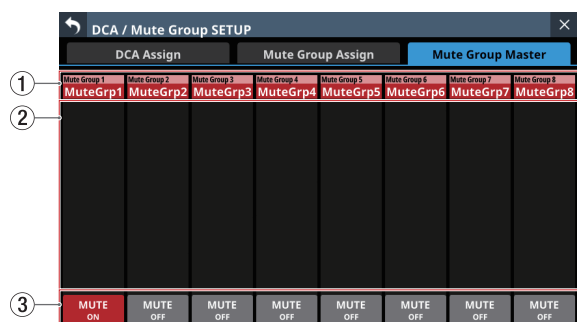 DCA / Mute Group SETUP
DCA Assign Mute Group Assign Mute Group Master
1
Mute Group 1 Mute Group 2 Mute Group 3 Mute Group 4 Mute Group 5 Mute Group 6 Mute Group 7 Mute Group 8
MuteGrp1 MuteGrp2 MuteGrp3 MuteGrp4 MuteGrp5 MuteGrp6 MuteGrp7 MuteGrp8
2
3
MUTE MUTE MUTE MUTE MUTE MUTE MUTE MUTE
ON OFF OFF OFF OFF OFF OFF OFF